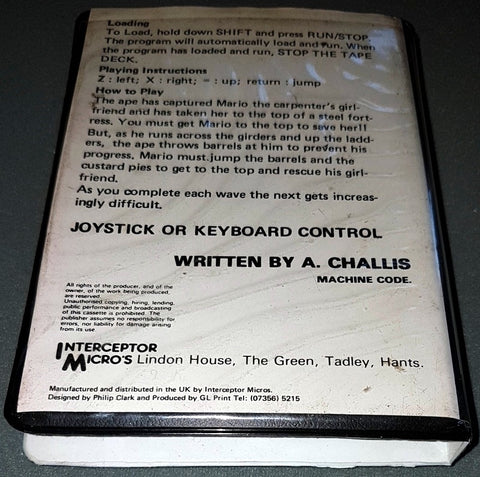 Loading
To Load, hold down SHIFT and press RUN/STOP.
The program will automatically load and run. When
the program has loaded and run, STOP THE TAPE
DECK.
Playing Instructions
Z : left; X : right; = : up; return : jump
How to Play
The ape has captured Mario the carpenter's girl-
friend and has taken her to the top of a steel fort-
ress. You must get Mario to the top to save her!!
But, as he runs across the girders and up the ladd-
ers, the ape throws barrels at him to prevent his
progress. Mario must jump the barrels and the
custard pies to get to the top and rescue his girl-
friend.
As you complete each wave the next gets increas-
ingly difficult.
JOYSTICK OR KEYBOARD CONTROL
WRITTEN BY A. CHALLIS
MACHINE CODE.
All rights of the producer, and of the
owner, of the work being produced,
are reserved.
Unauthorised copying, hiring, lending,
public performance and broadcasting
of this cassette is prohibited. The
publisher assumes no responsibility for
errors, nor liability for damage arising
from its use.
INTERCEPTOR
MICRO'S Lindon House, The Green, Tadley, Hants.
Manufactured and distributed in the UK by Interceptor Micros.
Designed by Philip Clark and Produced by GL Print Tel: (07356) 5215